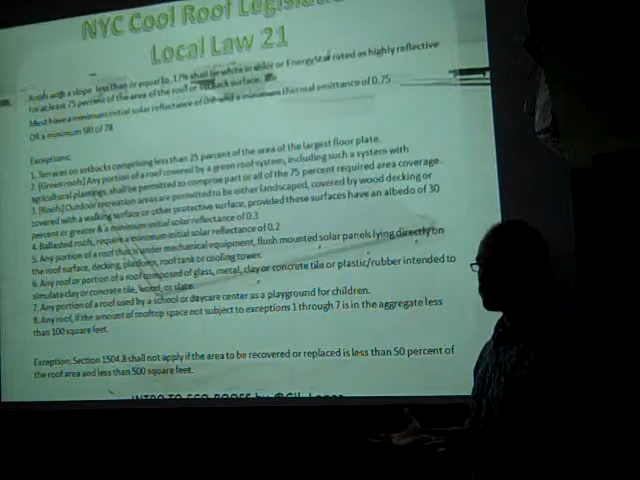 NYC Cool Roof Legislati
Local Law 21
Roofs with a slope less than or equal to .17% shall be white in color or EnergyStar rated as highly reflective
for at least 75 percent of the area of the roof or setback surface.
Must have a minimum initial solar reflectance of and a minimum thermal emittance of 0.75
OR a minimum SRI of 78
Exceptions:
1. Terraces on setbacks comprising less than 25 percent of the area of the largest floor plate.
2. [Green roofs] Any portion of a roof covered by a green roof system, including such a system with
agricultural plantings, shall be permitted to comprise part or all of the 75 percent required area coverage.
3. [Roofs] Outdoor recreation areas are permitted to be either landscaped, covered by wood decking or
covered with a walking surface or other protective surface, provided these surfaces have an albedo of 30
percent or greater & a minimum initial solar reflectance of 0.3
4. Ballasted roofs, require a minimum initial solar reflectance of 0.2
5. Any portion of a roof that is under mechanical equipment, flush mounted solar panels lying directly on
the roof surface, decking, platform, roof tank or cooling tower.
6. Any roof or portion of a roof composed of glass, metal, clay or concrete tile or plastic/rubber intended to
simulate clay or concrete tile, wood, or slate.
7. Any portion of a roof used by a school or daycare center as a playground for children.
8. Any roof, if the amount of rooftop space not subject to exceptions 1 through 7 is in the aggregate less
than 100 square feet.
Exception: Section 1504.8 shall not apply if the area to be recovered or replaced is less than 50 percent of
the roof area and less than 500 square feet.
INTRO TO ECO ROOFS by @Gil_Lopez